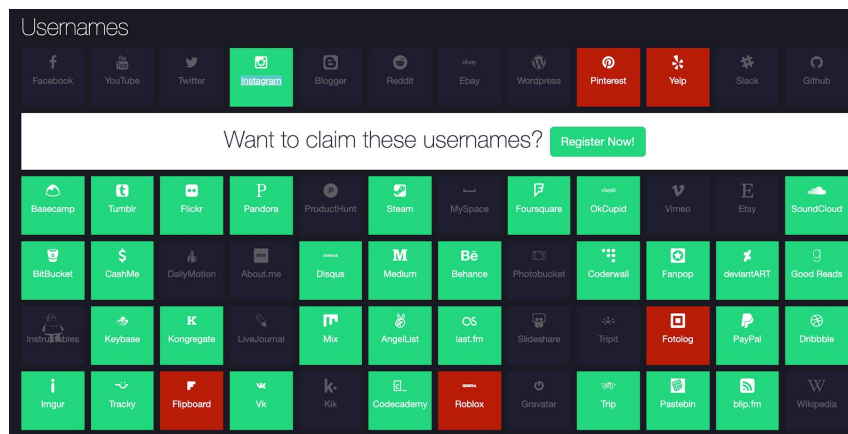 Usernames
Facebook YouTube Twitter Instagram Blogger Reddit Ebay Wordpress Pinterest Yelp Slack Github
Want to claim these usernames? Register Now!
Basecamp Tumblr Flickr Pandora ProductHunt Steam MySpace Foursquare OkCupid Vimeo Etsy SoundCloud
BitBucket CashMe DailyMotion About.me Disqus Medium Behance Photobucket Coderwall Fanpop deviantART Good Reads
Instructables Keybase Kongregate LiveJournal Mix AngelList last.fm Slideshare Tripit Fotolog PayPal Dribbble
Imgur Tracky Flipboard Vk Kik Codecademy Roblox Gravatar Trip Pastebin blip.fm Wikipedia